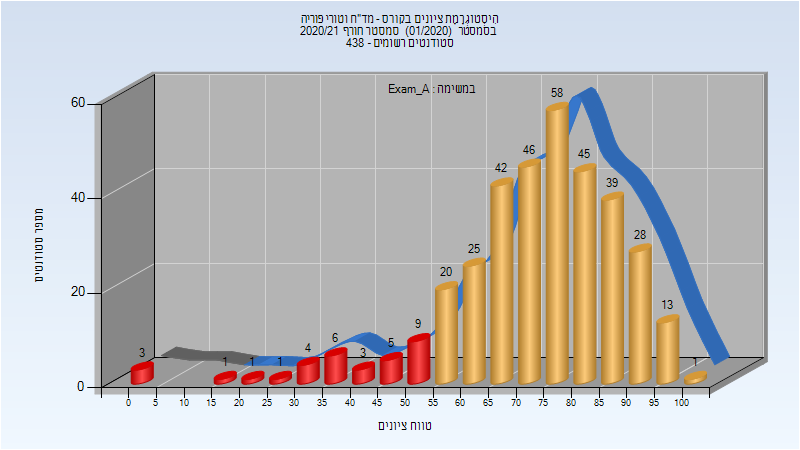 היסטוגרמת ציונים בקורס - מד"ח וטורי פוריה
בסמסטר (01/2020) סמסטר חורף 2020/21
סטודנטים רשומים - 438
במשימה : Exam_A
מספר סטודנטים
60
40
20
0
3 1 1 1 4 6 3 5 9 20 25 42 46 58 45 39 28 13 1
0 5 10 15 20 25 30 35 40 45 50 55 60 65 70 75 80 85 90 95 100
טווח ציונים